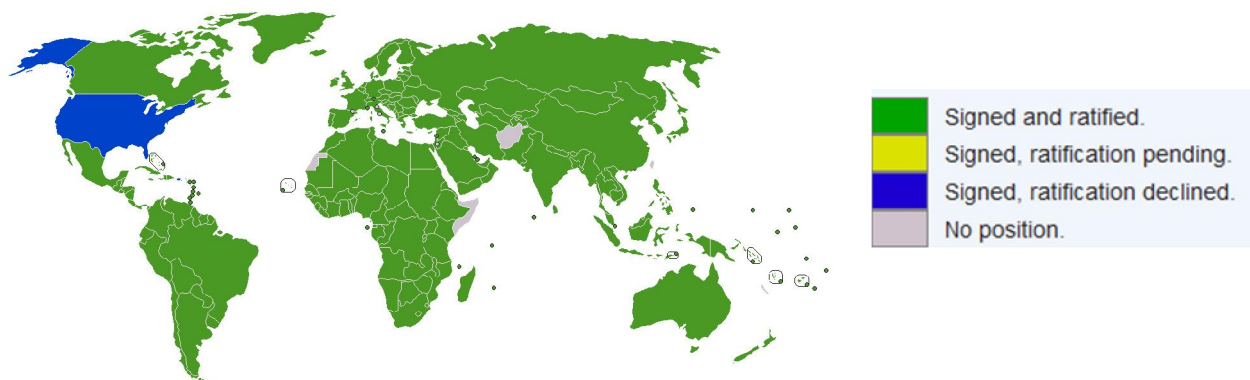 Signed and ratified.
Signed, ratification pending.
Signed, ratification declined.
No position.